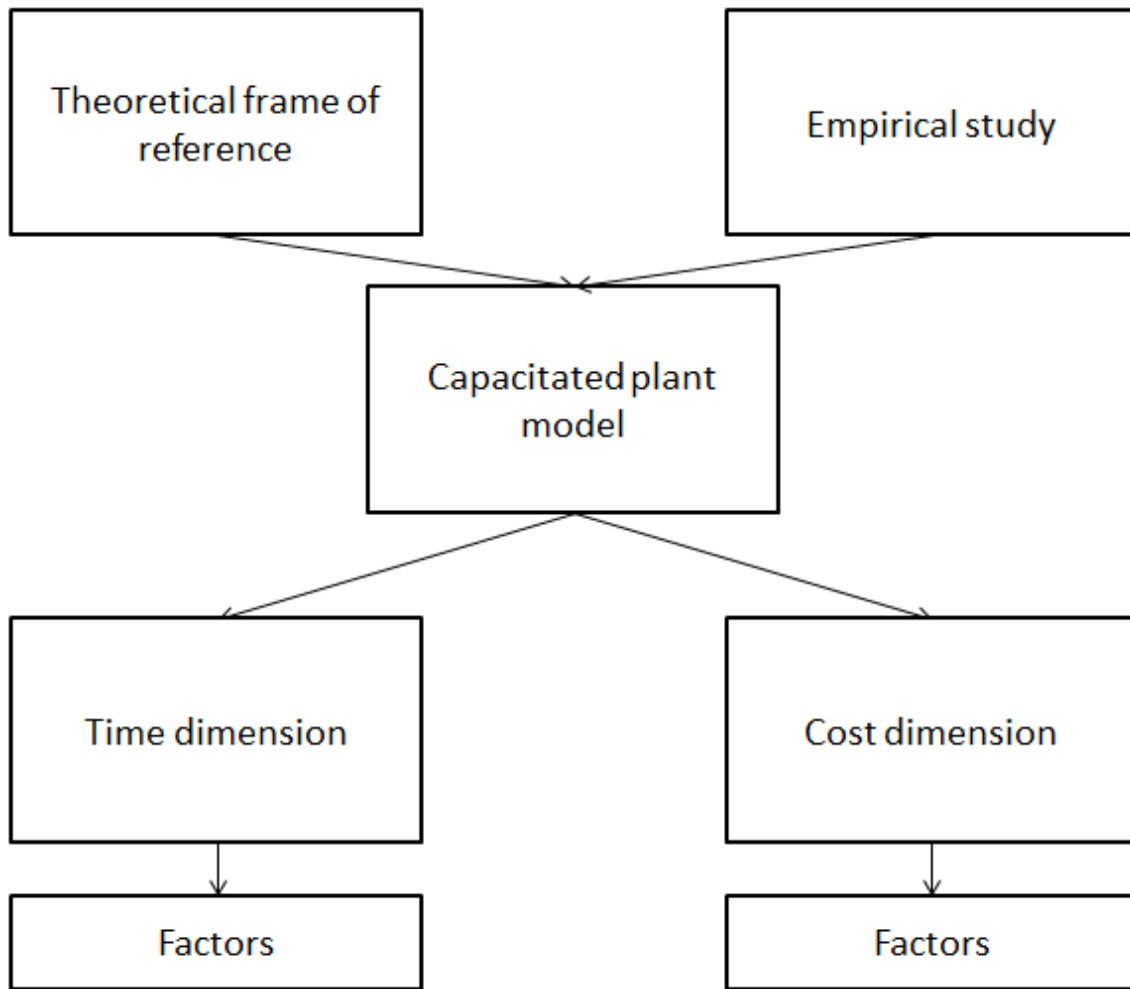 Theoretical frame of
reference
Empirical study
Capacitated plant
model
Time dimension
Cost dimension
Factors
Factors